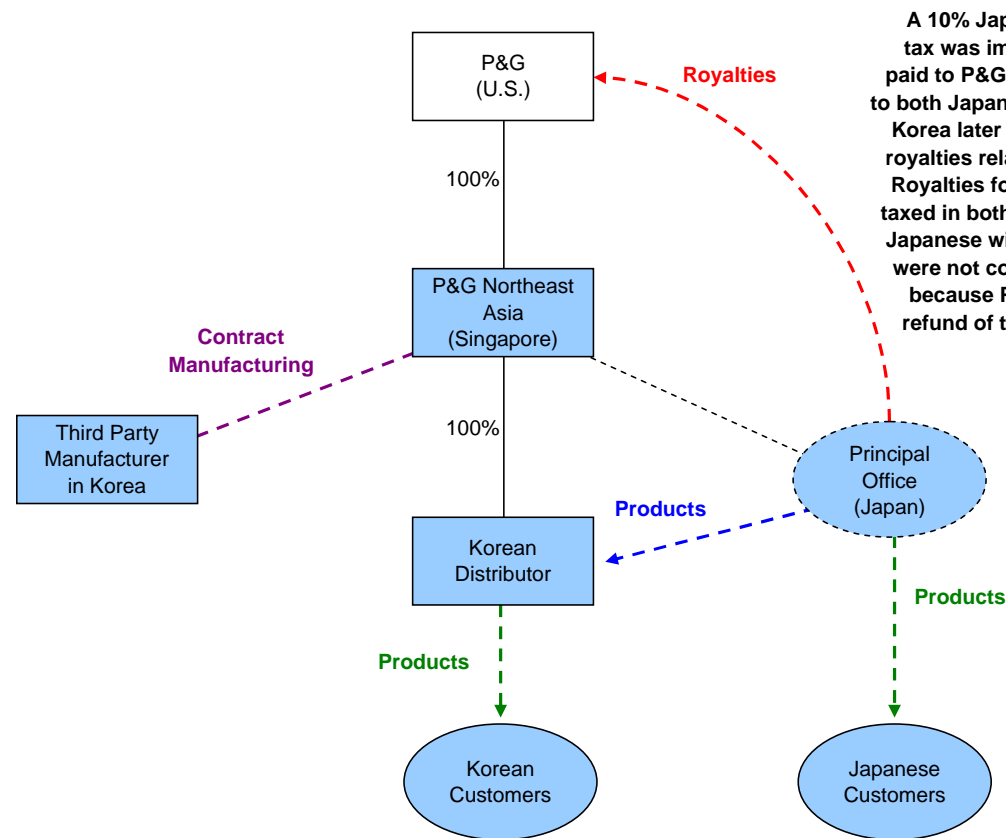 A 10% Jap
tax was im
paid to P&G
to both Japan
Korea later
royalties rela
Royalties fo
taxed in both
Japanese wi
were not co
because F
refund of t
P&G
(U.S.)
Royalties
100%
P&G Northeast
Asia
(Singapore)
Contract
Manufacturing
Third Party
Manufacturer
in Korea
100%
Principal
Office
(Japan)
Products
Korean
Distributor
Products
Products
Korean
Customers
Japanese
Customers